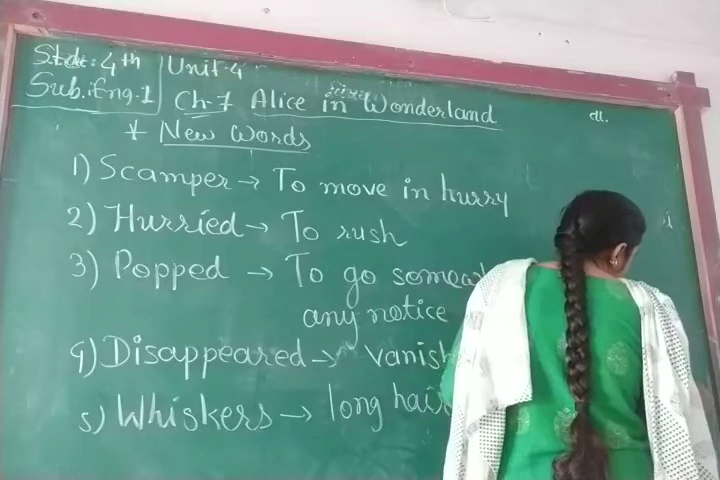 Std: 4th
Unit-4
Sub: Eng.1
Ch-7 Alice in Wonderland
* New Words
1) Scamper → To move in hurry
2) Hurried → To rush
3) Popped → To go
any notice
4) Disappeared → Vanish
5) Whiskers → long